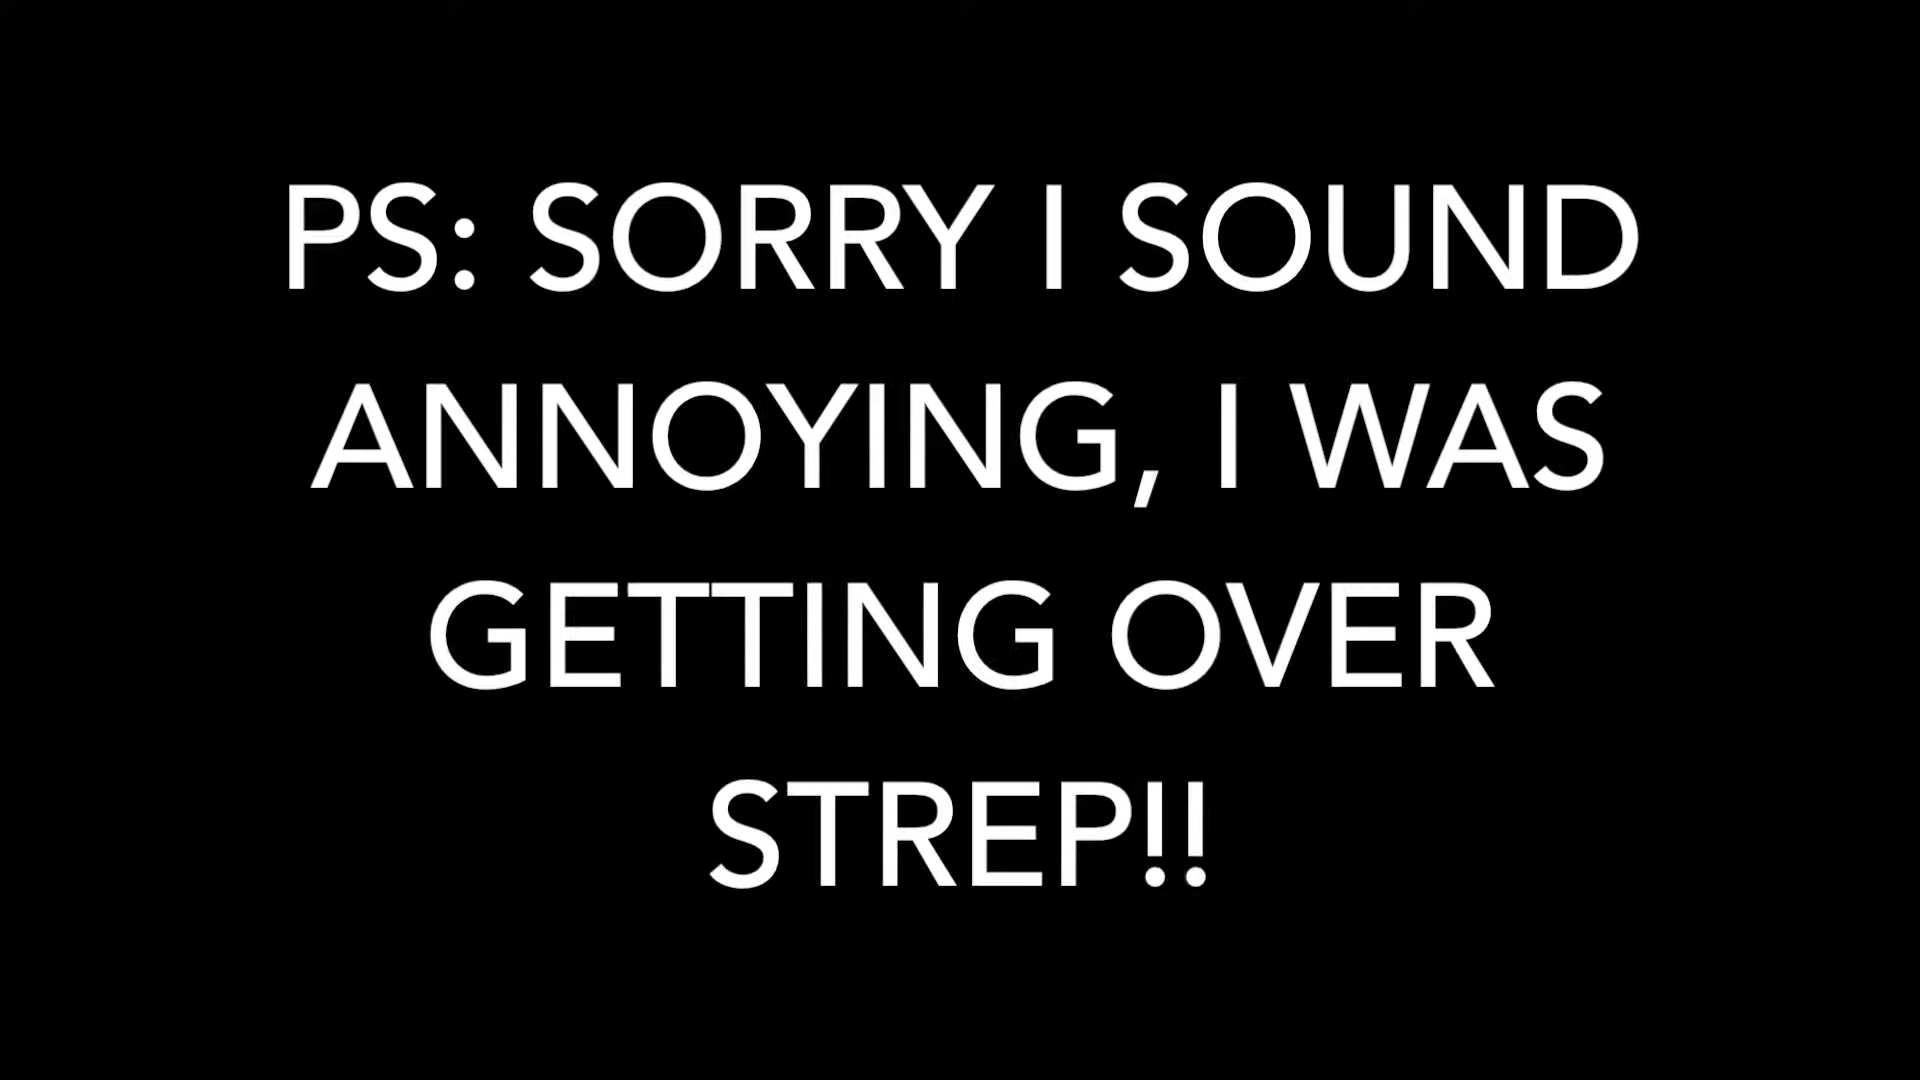 PS: SORRY I SOUND
ANNOYING, I WAS
GETTING OVER
STREP!!